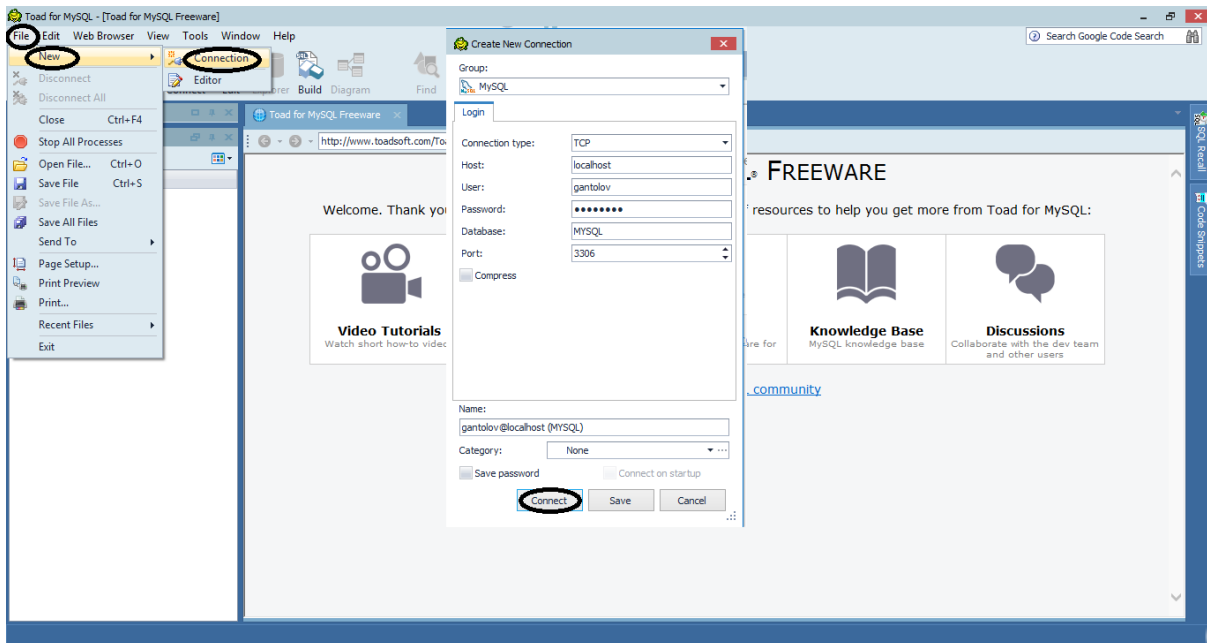 Toad for MySQL - [Toad for MySQL Freeware]
File Edit Web Browser View Tools Window Help
Search Google Code Search
New
Disconnect
Disconnect All
Close Ctrl+F4
Stop All Processes
Open File... Ctrl+O
Save File Ctrl+S
Save File As...
Save All Files
Send To
Page Setup...
Print Preview
Print...
Recent Files
Exit
Connection
Editor
Build Diagram
Find
Toad for MySQL Freeware
http://www.toadsoft.com/To
Create New Connection
Group:
MySQL
Login
Connection type: TCP
Host: localhost
User: gantolov
Password: ●●●●●●●●
Database: MYSQL
Port: 3306
Compress
Name:
gantolov@localhost (MYSQL)
Category: None
Save password Connect on startup
Connect Save Cancel
FREEWARE
Welcome. Thank
resources to help you get more from Toad for MySQL:
Video Tutorials
Watch short how-to
for
Knowledge Base
MySQL knowledge base
Discussions
Collaborate with the dev team
and other users
community
SQL Recall
Code Snippets